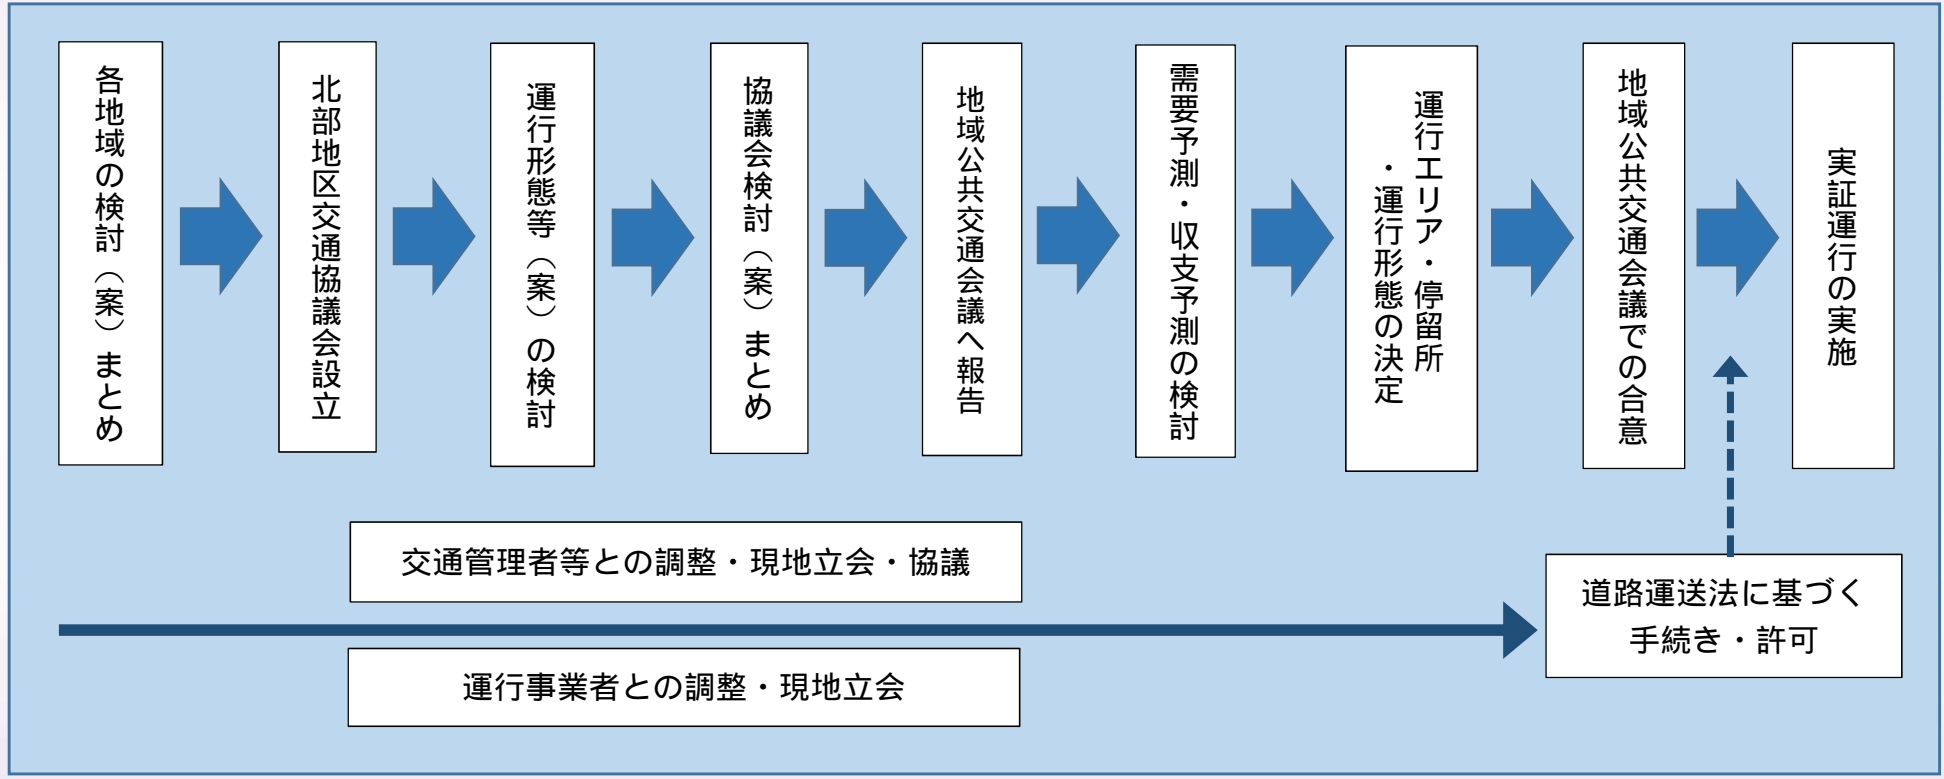 各地域の検討（案）まとめ
北部地区交通協議会設立
運行形態等（案）の検討
協議会検討（案）まとめ
地域公共交通会議へ報告
需要予測・収支予測の検討
運行エリア・停留所
・運行形態の決定
地域公共交通会議での合意
実証運行の実施
交通管理者等との調整・現地立会・協議
運行事業者との調整・現地立会
道路運送法に基づく
手続き・許可